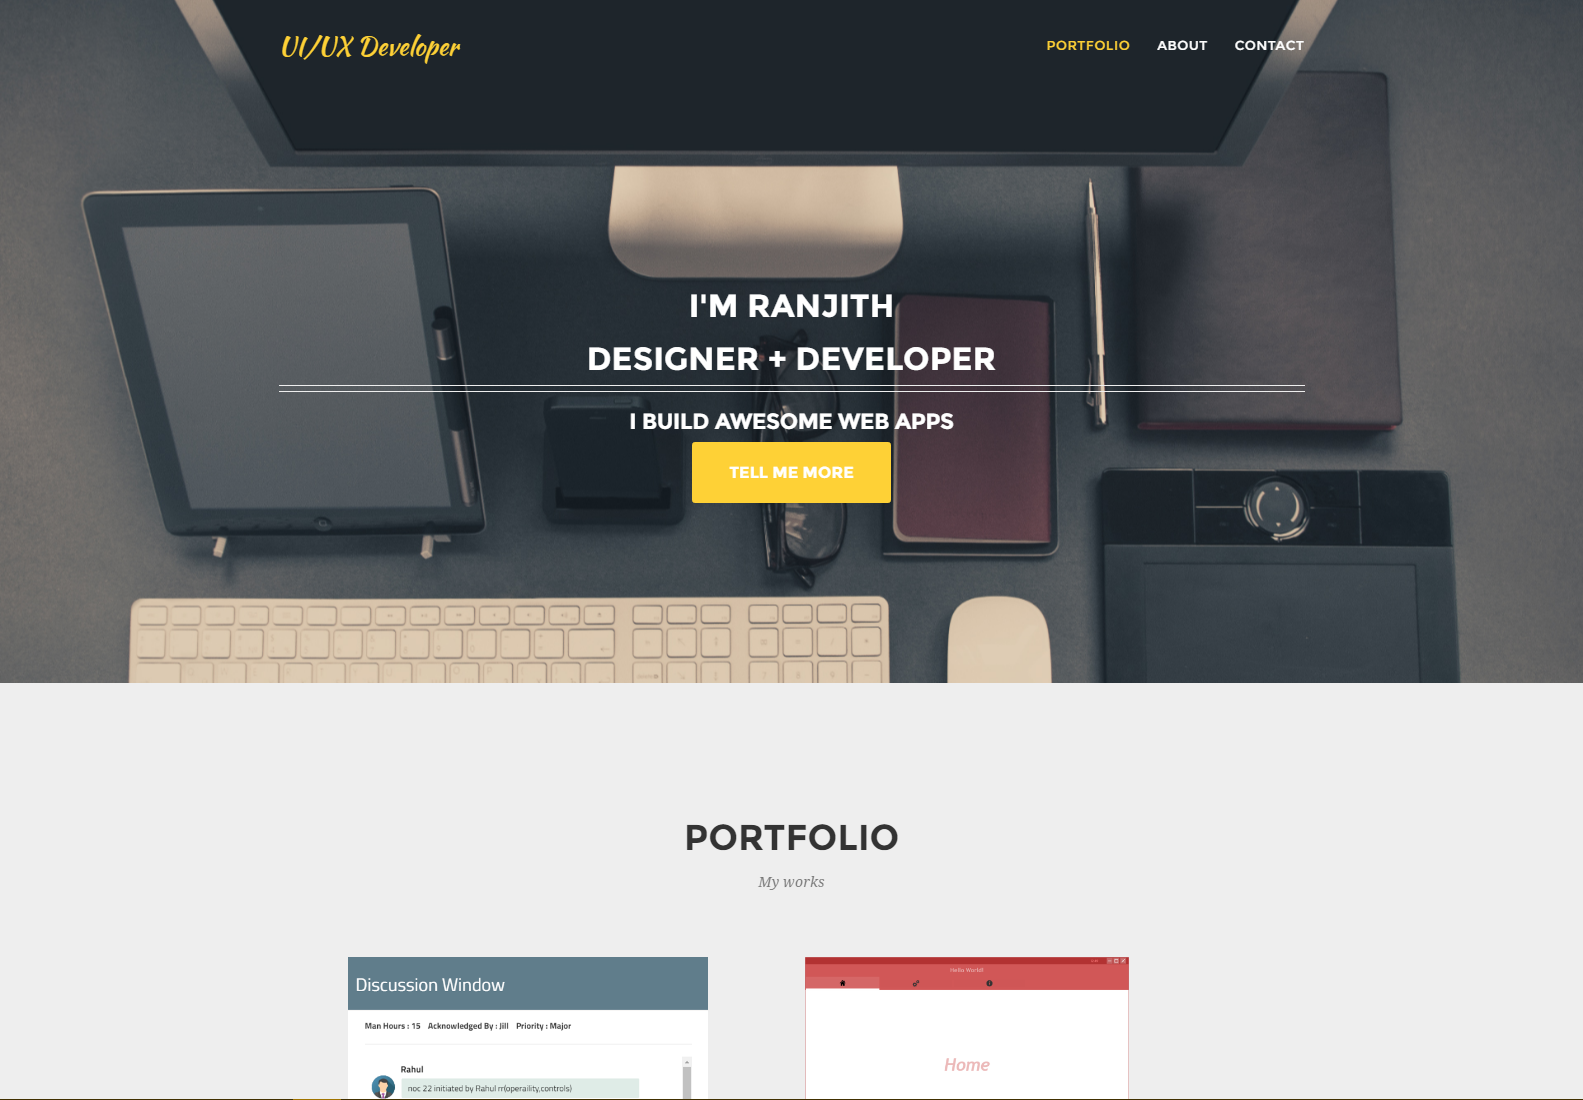 UI/UX Developer
PORTFOLIO ABOUT CONTACT
I'M RANJITH
DESIGNER + DEVELOPER
I BUILD AWESOME WEB APPS
TELL ME MORE
PORTFOLIO
My works
Discussion Window
Man Hours : 15 Acknowledged By : Jill Priority : Major
Rahul
noc 22 initiated by Rahul rr(operaility,controls)
Hello World!!
Home